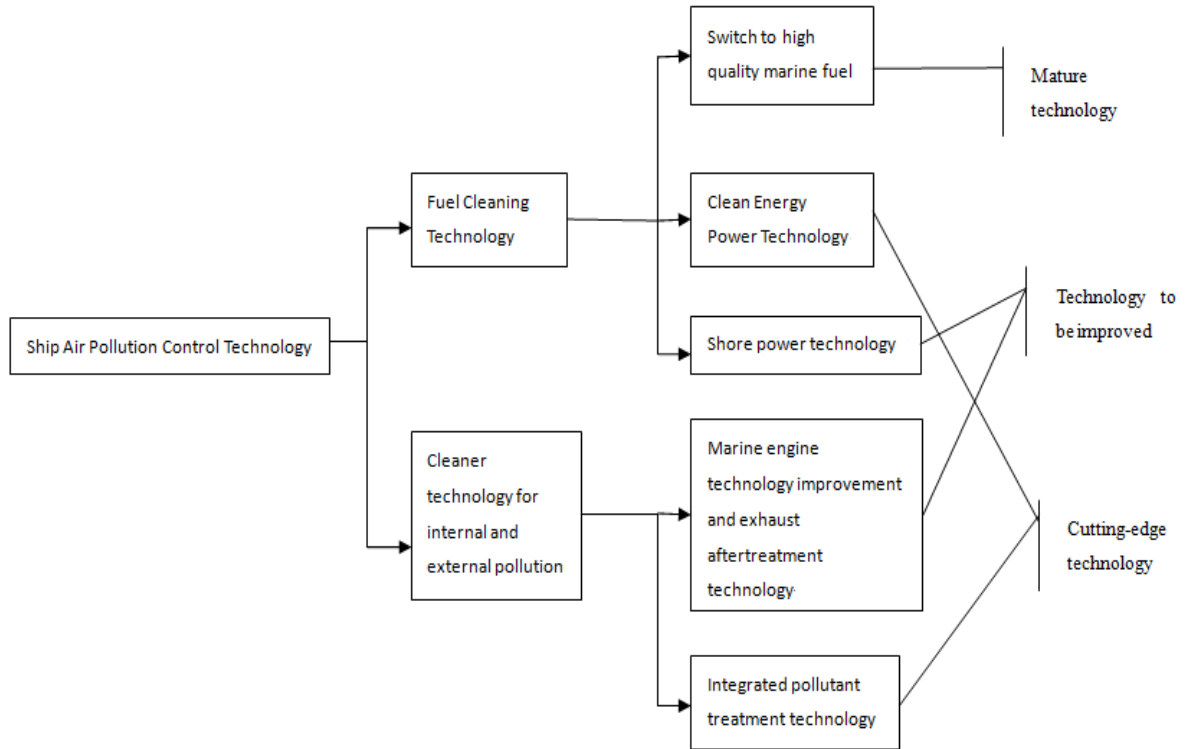 Switch to high
quality marine fuel
Mature
technology
Fuel Cleaning
Technology
Clean Energy
Power Technology
Technology to
be improved
Ship Air Pollution Control Technology
Shore power technology
Cleaner
technology for
internal and
external pollution
Marine engine
technology improvement
and exhaust
aftertreatment
technology
Cutting-edge
technology
Integrated pollutant
treatment technology